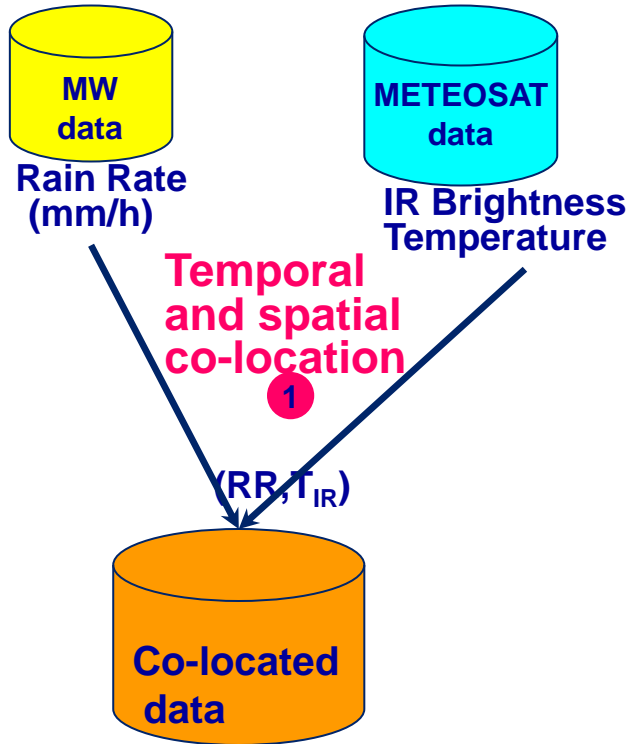 MW
data
METEOSAT
data
Rain Rate
(mm/h)
IR Brightness
Temperature
Temporal
and spatial
co-location
1
(RR,T_IR)
Co-located
data